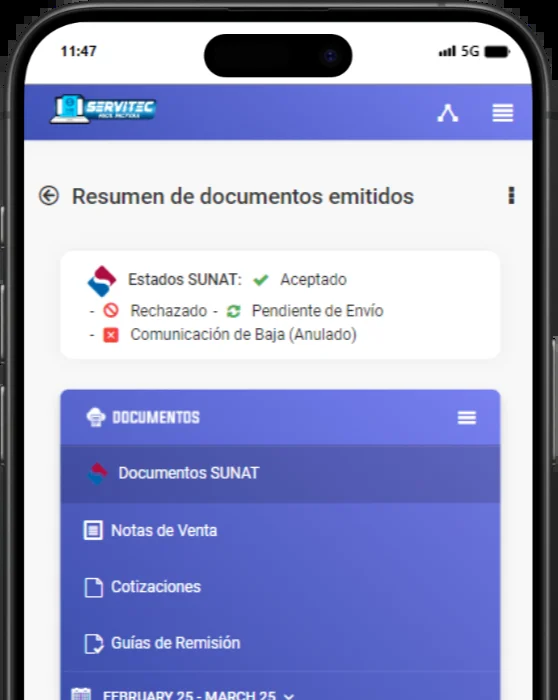 11:47
5G
SERVITEC
Resumen de documentos emitidos
Estados SUNAT: Aceptado
- Rechazado - Pendiente de Envío
- Comunicación de Baja (Anulado)
DOCUMENTOS
Documentos SUNAT
Notas de Venta
Cotizaciones
Guías de Remisión
FEBRUARY 25 - MARCH 25